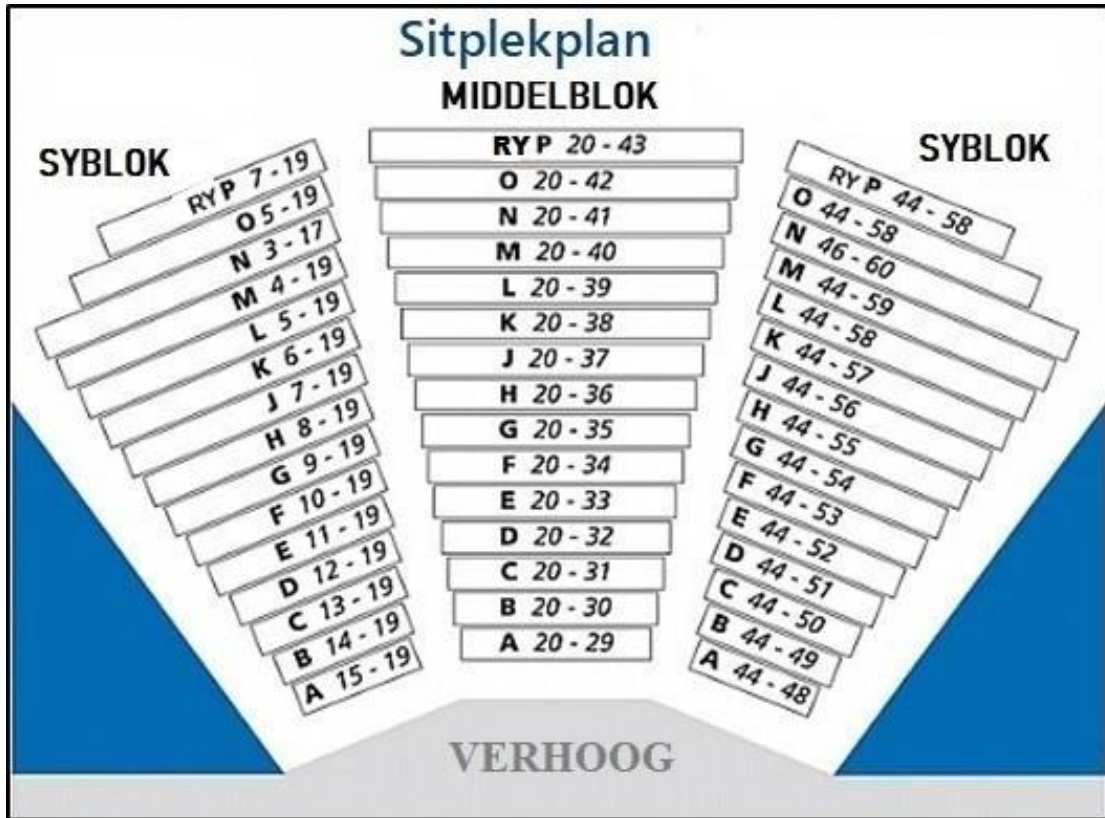 Sitplekplan
MIDDELBLOK
SYBLOK
RY P 7 - 19
O 5 - 19
N 3 - 17
M 4 - 19
L 5 - 19
K 6 - 19
J 7 - 19
H 8 - 19
G 9 - 19
F 10 - 19
E 11 - 19
D 12 - 19
C 13 - 19
B 14 - 19
A 15 - 19
RY P 20 - 43
O 20 - 42
N 20 - 41
M 20 - 40
L 20 - 39
K 20 - 38
J 20 - 37
H 20 - 36
G 20 - 35
F 20 - 34
E 20 - 33
D 20 - 32
C 20 - 31
B 20 - 30
A 20 - 29
SYBLOK
RY P 44 - 58
O 44 - 58
N 46 - 60
M 44 - 59
L 44 - 58
K 44 - 57
J 44 - 56
H 44 - 55
G 44 - 54
F 44 - 53
E 44 - 52
D 44 - 51
C 44 - 50
B 44 - 49
A 44 - 48
VERHOOG